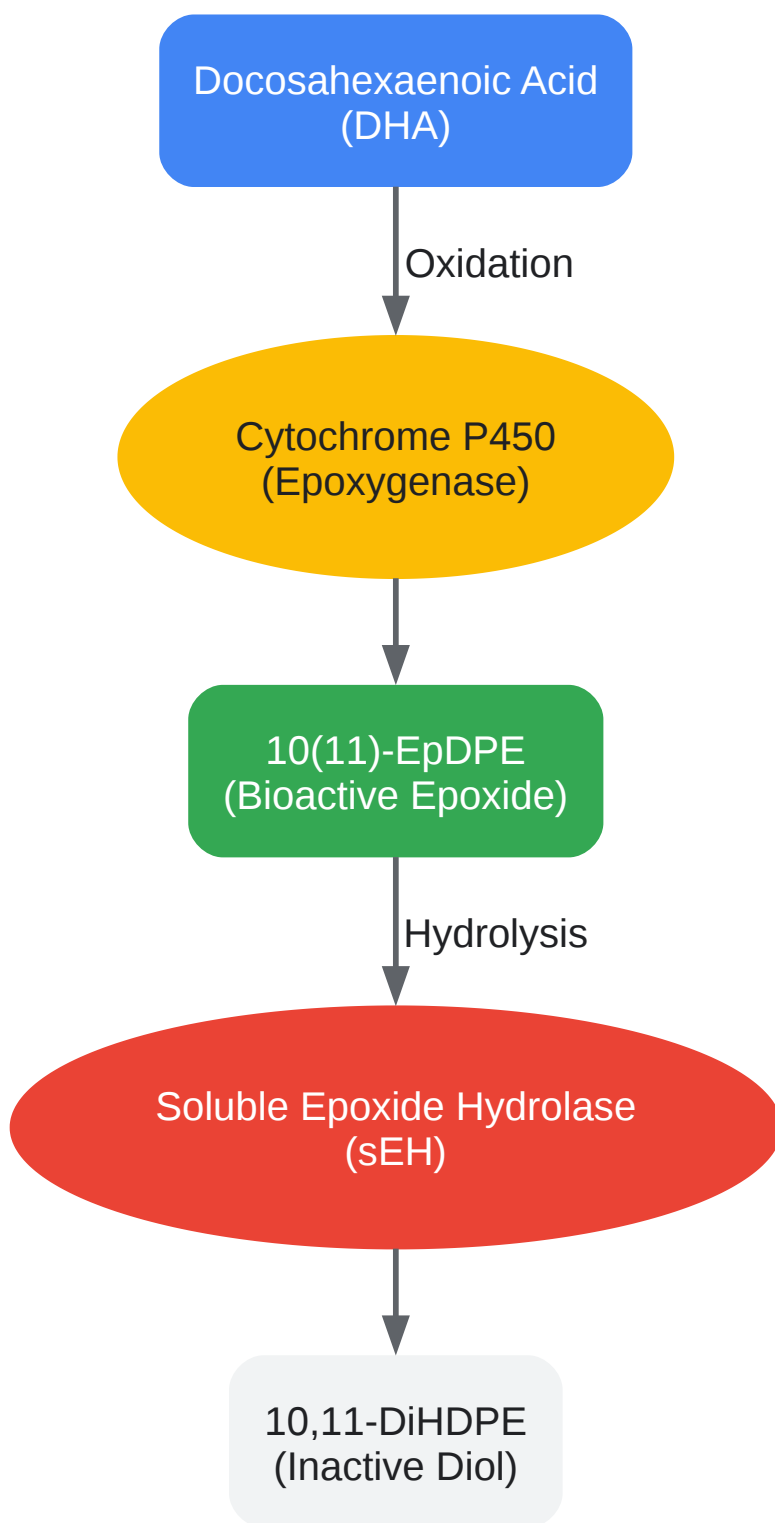 Docosahexaenoic Acid
(DHA)
Oxidation
Cytochrome P450
(Epoxygenase)
10(11)-EpDPE
(Bioactive Epoxide)
Hydrolysis
Soluble Epoxide Hydrolase
(sEH)
10,11-DiHDPE
(Inactive Diol)